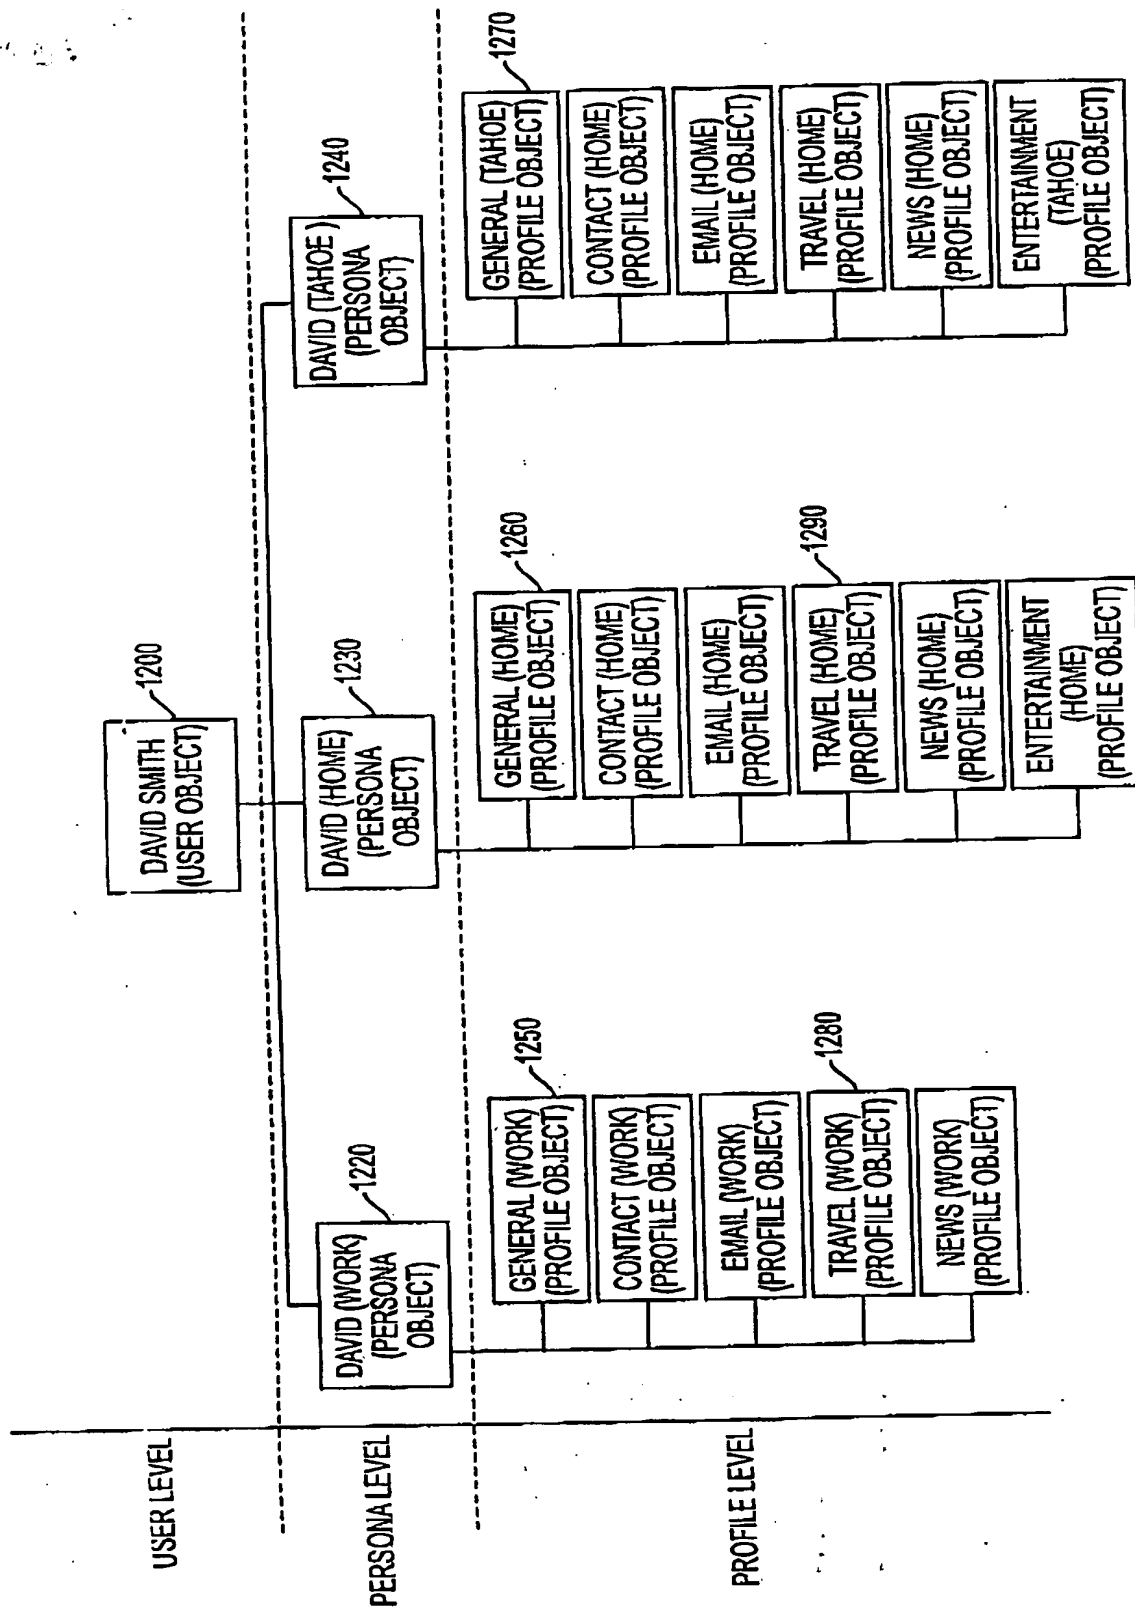 USER LEVEL
DAVID SMITH
(USER OBJECT)
1200
PERSONA LEVEL
DAVID (WORK)
(PERSONA
OBJECT)
1220
DAVID (HOME)
(PERSONA
OBJECT)
1230
DAVID (TAHOE )
(PERSONA
OBJECT)
1240
PROFILE LEVEL
GENERAL (WORK)
(PROFILE OBJECT)
1250
CONTACT (WORK)
(PROFILE OBJECT)
EMAIL (WORK)
(PROFILE OBJECT)
TRAVEL (WORK)
(PROFILE OBJECT)
1280
NEWS (WORK)
(PROFILE OBJECT)
GENERAL (HOME)
(PROFILE OBJECT)
1260
CONTACT (HOME)
(PROFILE OBJECT)
EMAIL (HOME)
(PROFILE OBJECT)
TRAVEL (HOME)
(PROFILE OBJECT)
1290
NEWS (HOME)
(PROFILE OBJECT)
ENTERTAINMENT
(HOME)
(PROFILE OBJECT)
GENERAL (TAHOE)
(PROFILE OBJECT)
1270
CONTACT (HOME)
(PROFILE OBJECT)
EMAIL (HOME)
(PROFILE OBJECT)
TRAVEL (HOME)
(PROFILE OBJECT)
NEWS (HOME)
(PROFILE OBJECT)
ENTERTAINMENT
(TAHOE)
(PROFILE OBJECT)